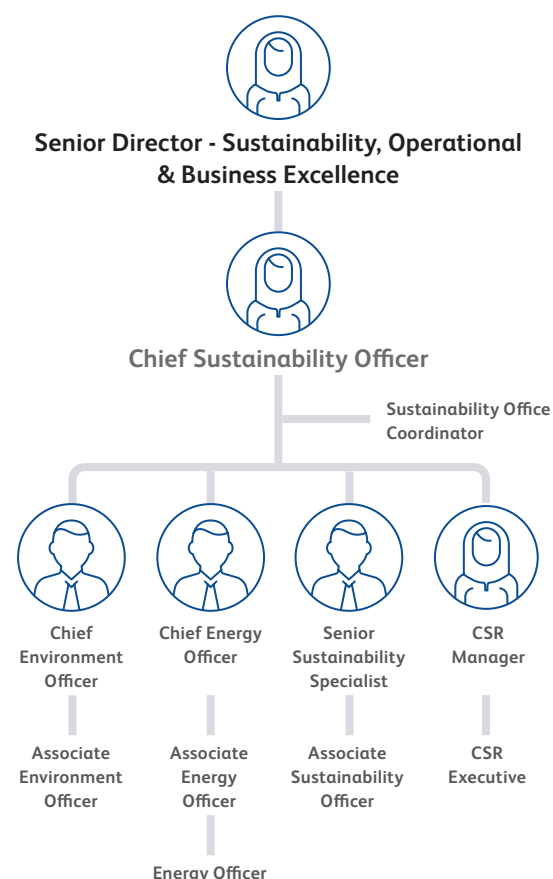 Senior Director - Sustainability, Operational
& Business Excellence
Chief Sustainability Officer
Sustainability Office
Coordinator
Chief
Environment
Officer
Chief Energy
Officer
Senior
Sustainability
Specialist
CSR
Manager
Associate
Environment
Officer
Associate
Energy
Officer
Associate
Sustainability
Officer
CSR
Executive
Energy Officer